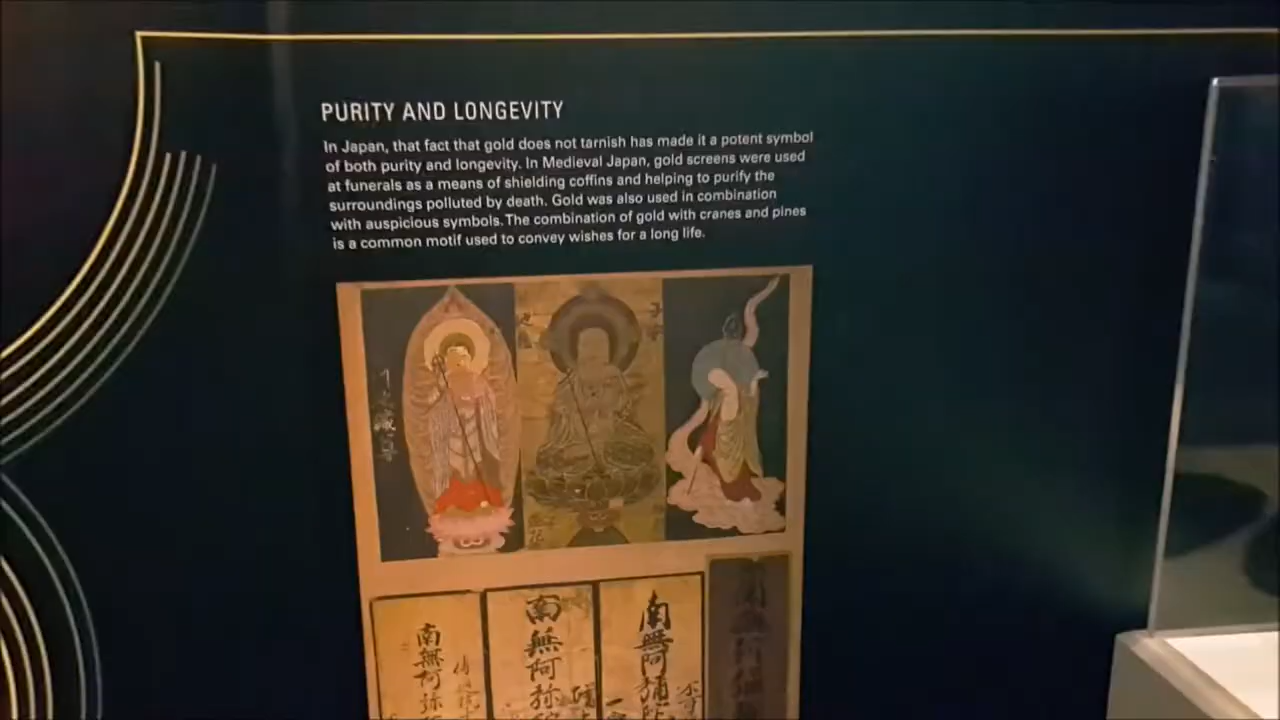 PURITY AND LONGEVITY
In Japan, that fact that gold does not tarnish has made it a potent symbol
of both purity and longevity. In Medieval Japan, gold screens were used
at funerals as a means of shielding coffins and helping to purify the
surroundings polluted by death. Gold was also used in combination
with auspicious symbols. The combination of gold with cranes and pines
is a common motif used to convey wishes for a long life.
南無阿弥
南無阿弥
南無阿彌